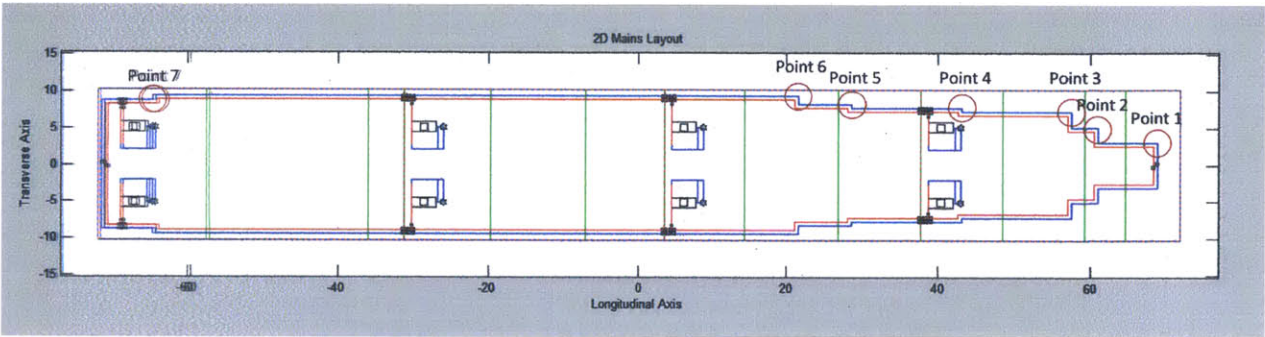 2D Mains Layout
Point 7
Point 6
Point 5
Point 4
Point 3
Point 2
Point 1
15
10
5
0
-5
-10
-15
Transverse Axis
-60
-40
-20
0
20
40
60
Longitudinal Axis